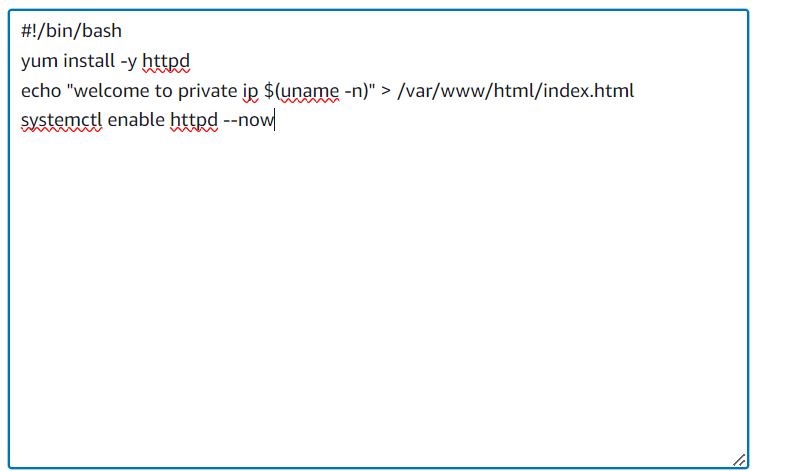 #!/bin/bash
yum install -y httpd
echo "welcome to private ip $(uname -n)" > /var/www/html/index.html
systemctl enable httpd --now